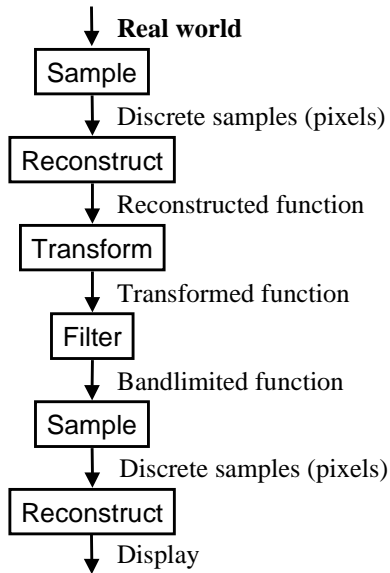 Real world
Sample
Discrete samples (pixels)
Reconstruct
Reconstructed function
Transform
Transformed function
Filter
Bandlimited function
Sample
Discrete samples (pixels)
Reconstruct
Display